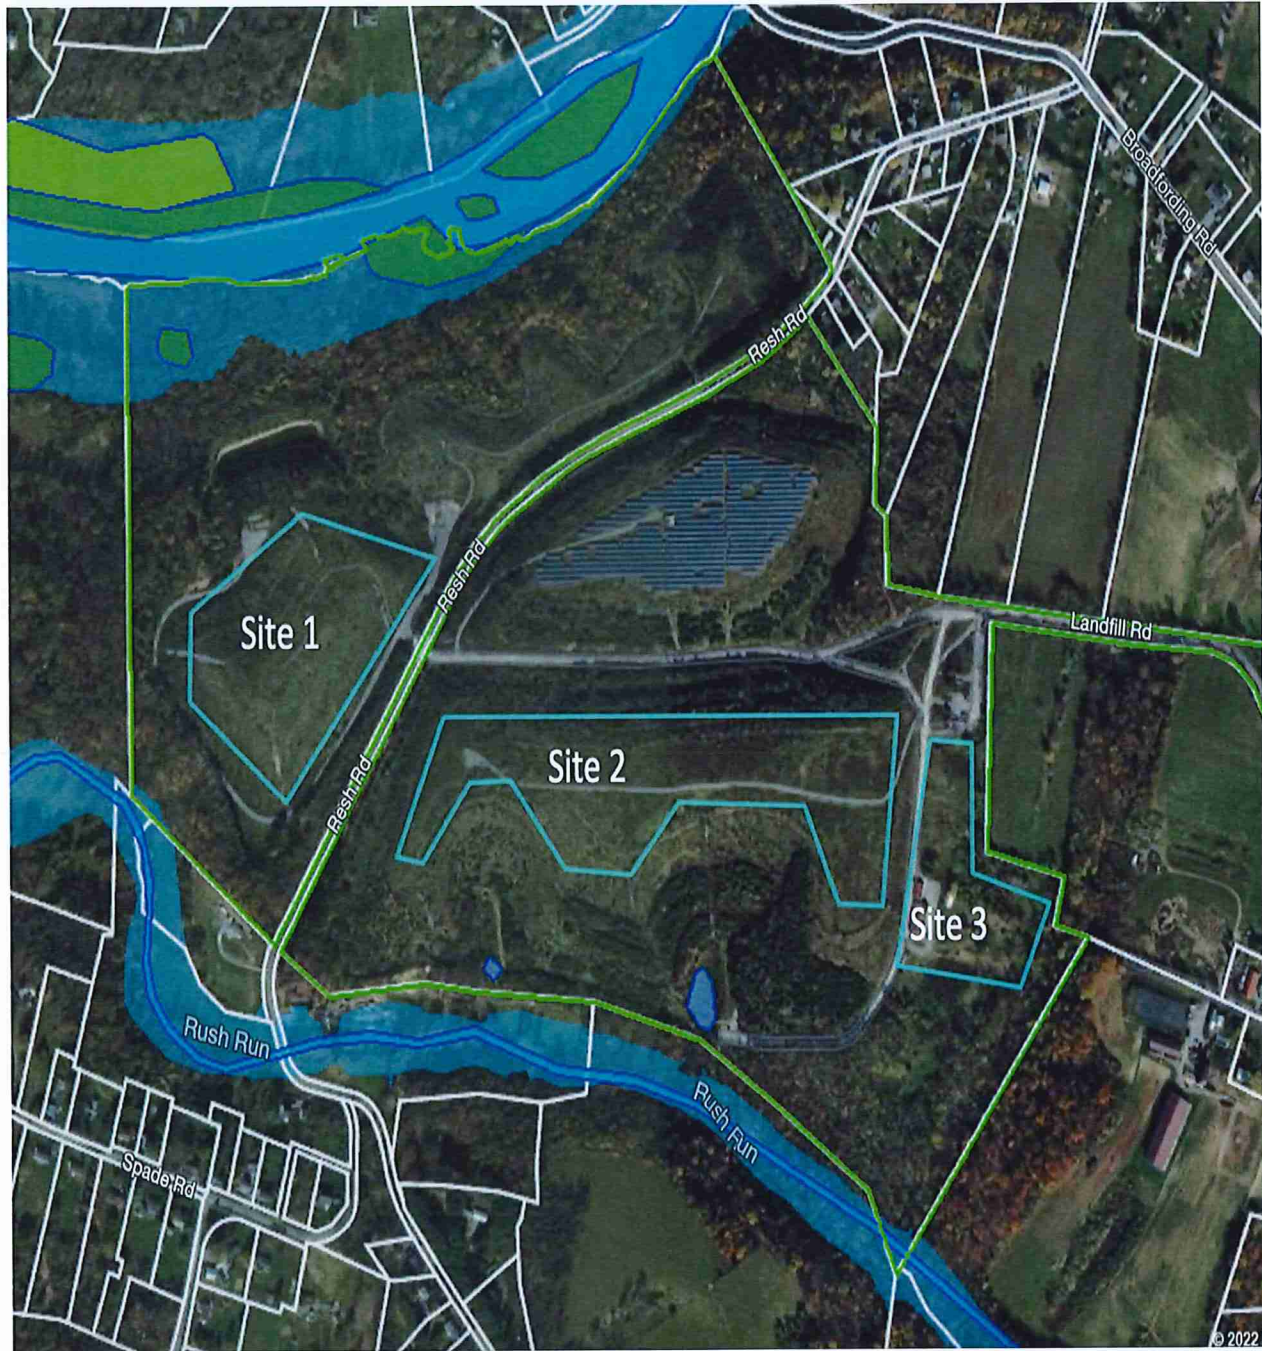 Broadfording Rd
Resh Rd
Resh Rd
Site 1
Landfill Rd
Site 2
Resh Rd
Site 3
Rush Run
Rush Run
Spade Rd
© 2022